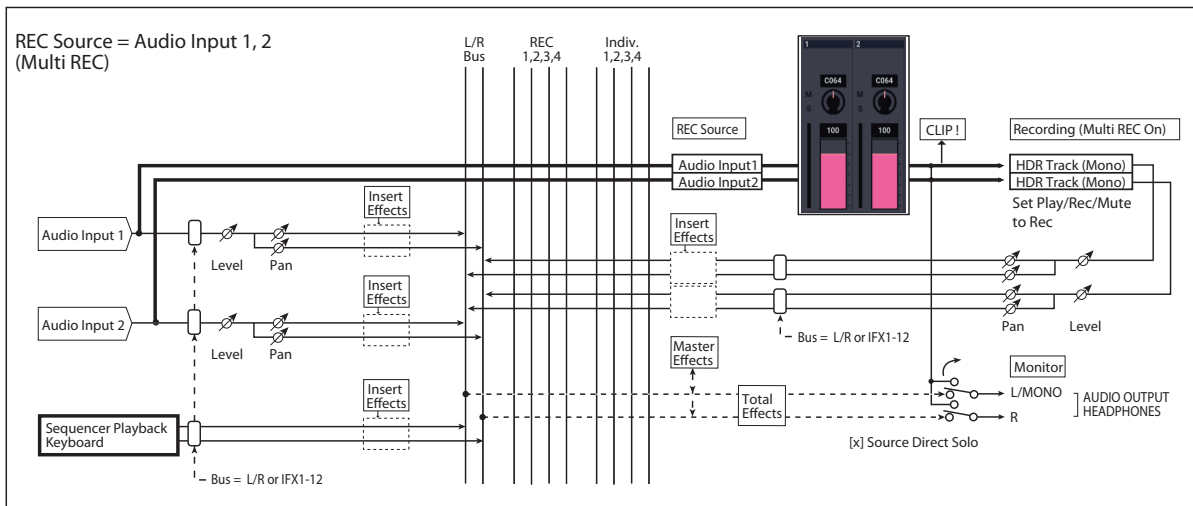 REC Source = Audio Input 1, 2
(Multi REC)
L/R
Bus
REC
1,2,3,4
Indiv.
1,2,3,4
1
2
C064
C064
M
S
M
S
100
100
REC Source
CLIP !
Recording (Multi REC On)
Audio Input1
Audio Input2
HDR Track (Mono)
HDR Track (Mono)
Set Play/Rec/Mute
to Rec
Audio Input 1
Level
Pan
Insert
Effects
Insert
Effects
Audio Input 2
Level
Pan
Insert
Effects
Pan
Level
Bus = L/R or IFX1-12
Master
Effects
Total
Effects
Monitor
L/MONO
R
AUDIO OUTPUT
HEADPHONES
[x] Source Direct Solo
Sequencer Playback
Keyboard
Insert
Effects
Bus = L/R or IFX1-12